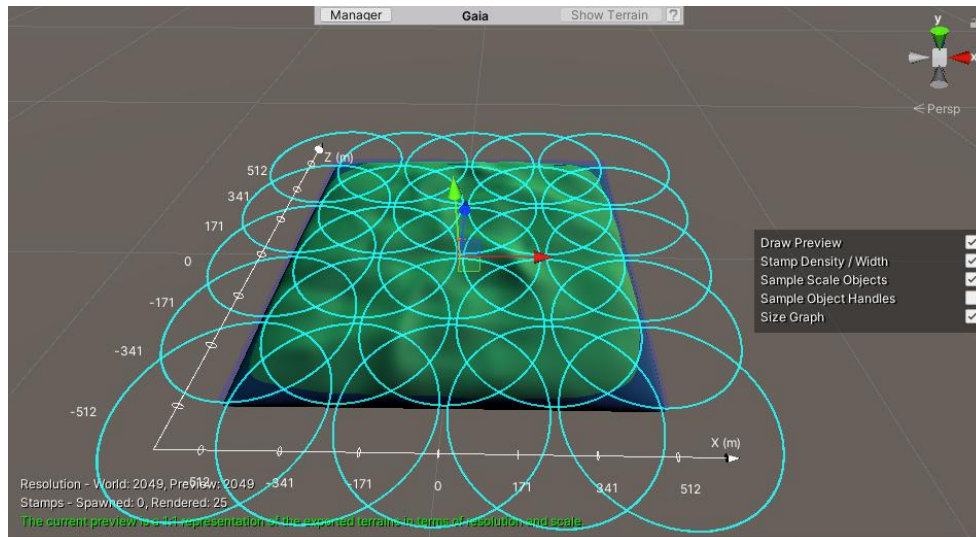 Manager Gaia Show Terrain ?
y
x
Persp
Z (m)
512
341
171
0
-171
-341
-512
Draw Preview
Stamp Density / Width
Sample Scale Objects
Sample Object Handles
Size Graph
X (m)
-512 -341 -171 0 171 341 512
Resolution - World: 2049, Preview: 2049
Stamps - Spawned: 0, Rendered: 25
The current preview is a 1:1 representation of the exported terrains in terms of resolution and scale